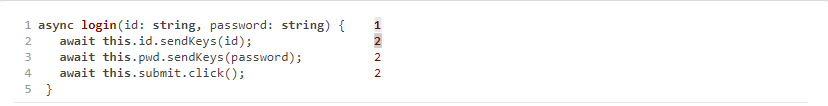 1 async login(id: string, password: string) { 1
2 await this.id.sendKeys(id); 2
3 await this.pwd.sendKeys(password); 2
4 await this.submit.click(); 2
5 }